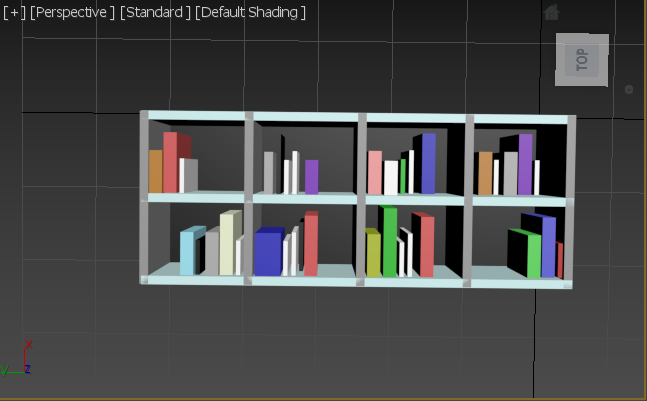 [+] [Perspective ] [Standard ] [Default Shading ]
TOP
X
Y
Z